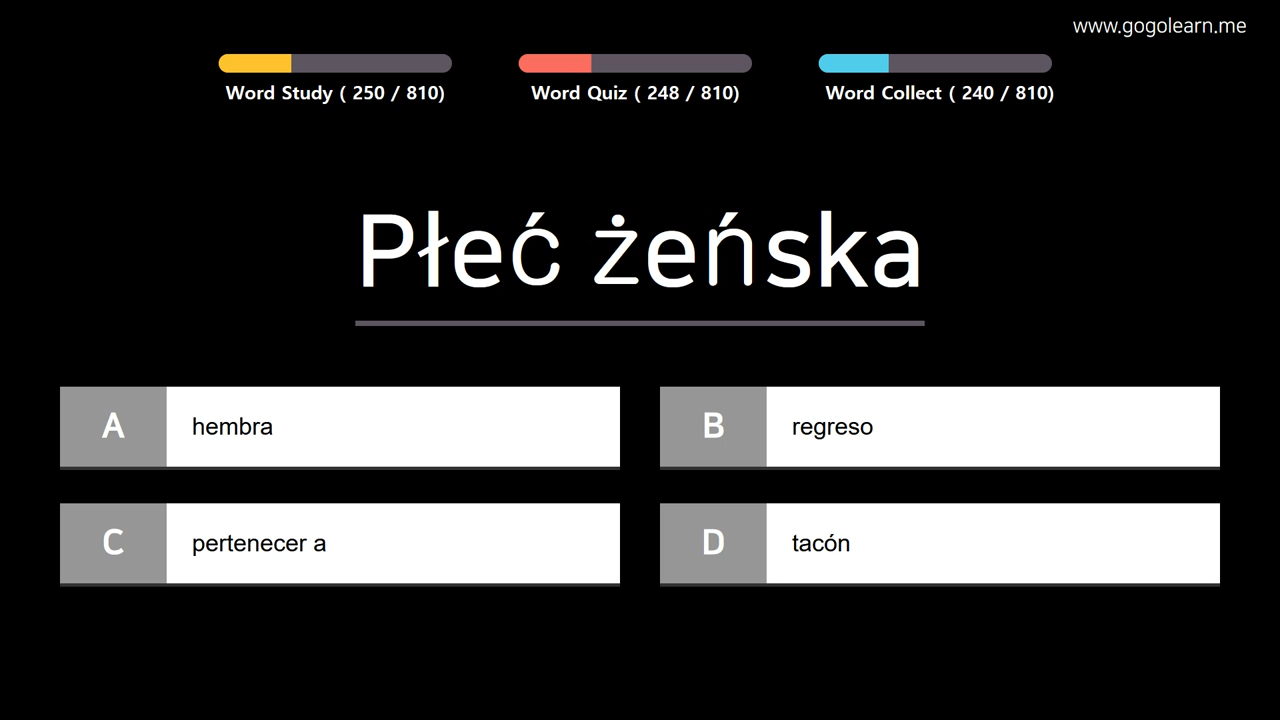 www.gogolearn.me
Word Study ( 250 / 810)
Word Quiz ( 248 / 810)
Word Collect ( 240 / 810)
Płeć żeńska
A hembra
B regreso
C pertenecer a
D tacón